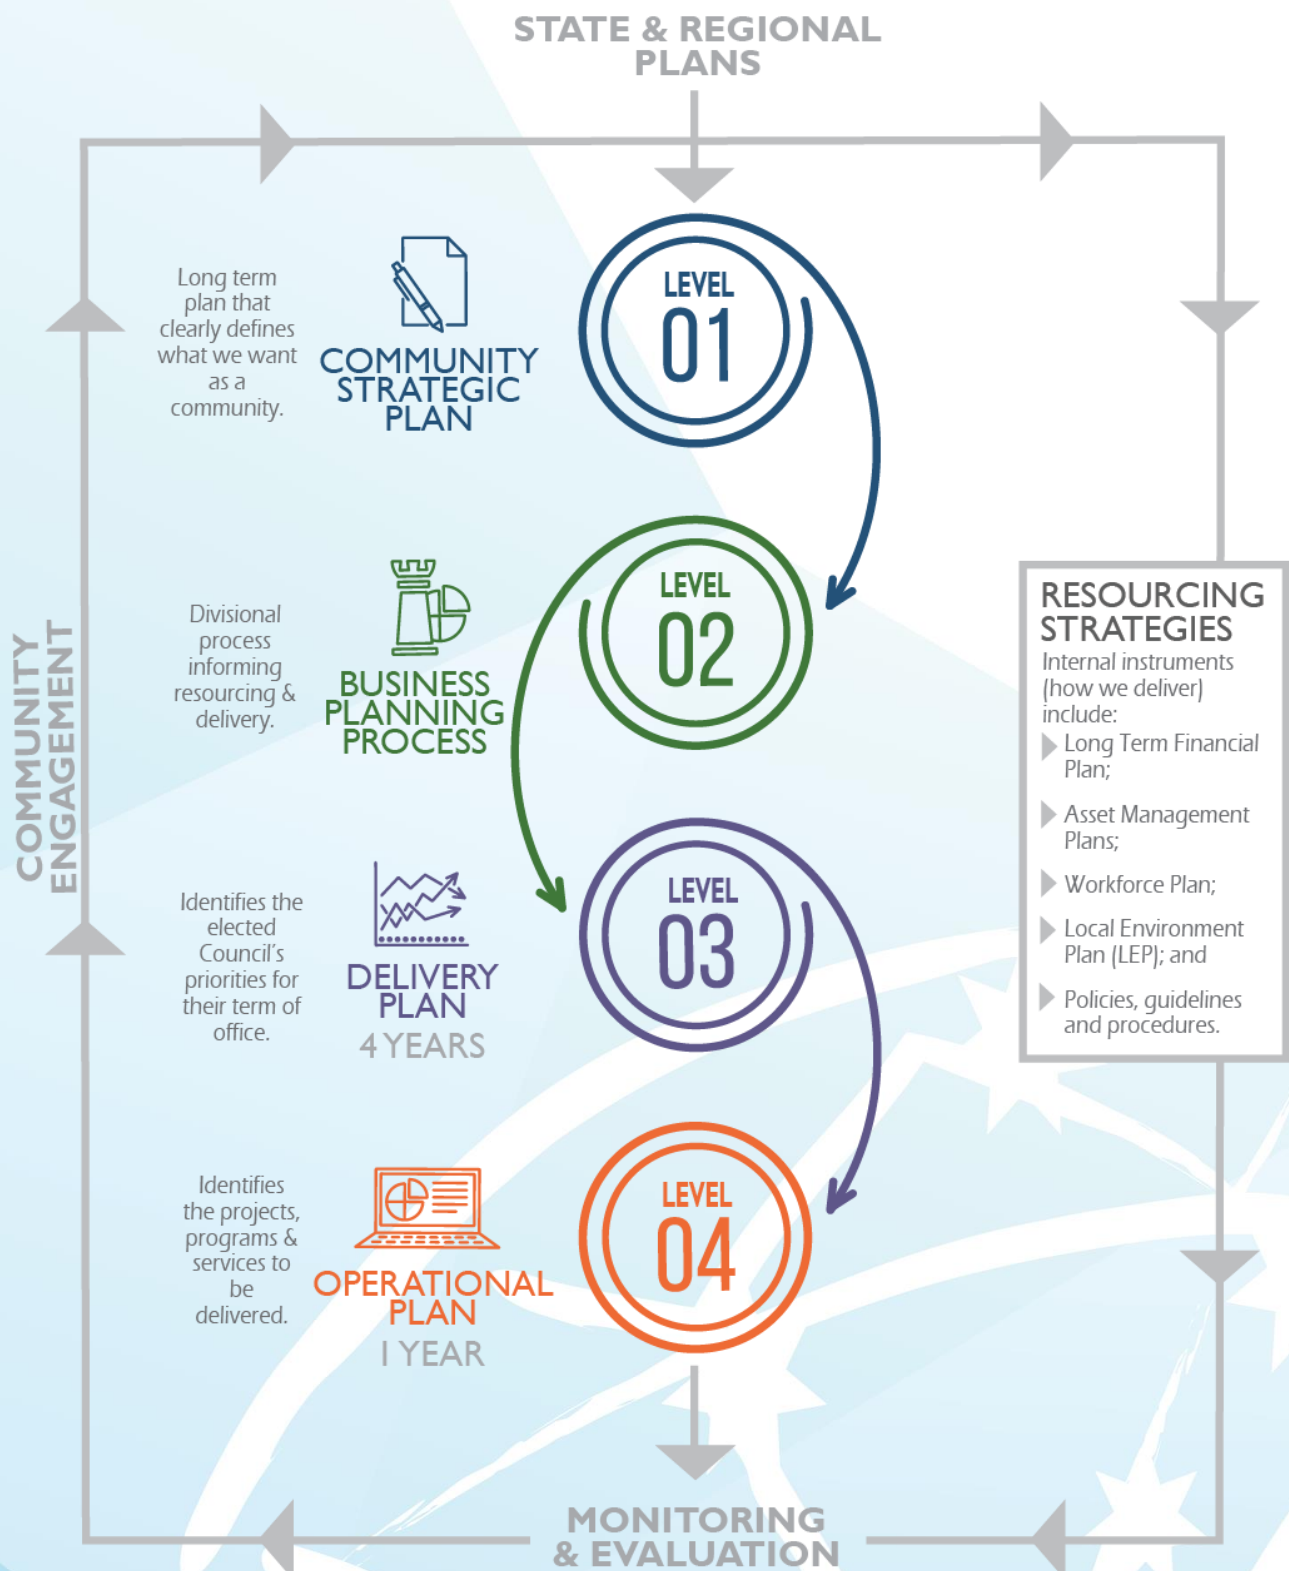 STATE & REGIONAL
PLANS
Long term
plan that
clearly defines
what we want
as a
community.
COMMUNITY
STRATEGIC
PLAN
LEVEL
01
Divisional
process
informing
resourcing &
delivery.
BUSINESS
PLANNING
PROCESS
LEVEL
02
COMMUNITY
ENGAGEMENT
RESOURCING
STRATEGIES
Internal instruments
(how we deliver)
include:
Long Term Financial
Plan;
Asset Management
Plans;
Workforce Plan;
Local Environment
Plan (LEP); and
Policies, guidelines
and procedures.
Identifies the
elected
Council's
priorities for
their term of
office.
DELIVERY
PLAN
4 YEARS
LEVEL
03
Identifies
the projects,
programs &
services to
be
delivered.
OPERATIONAL
PLAN
1 YEAR
LEVEL
04
MONITORING
& EVALUATION